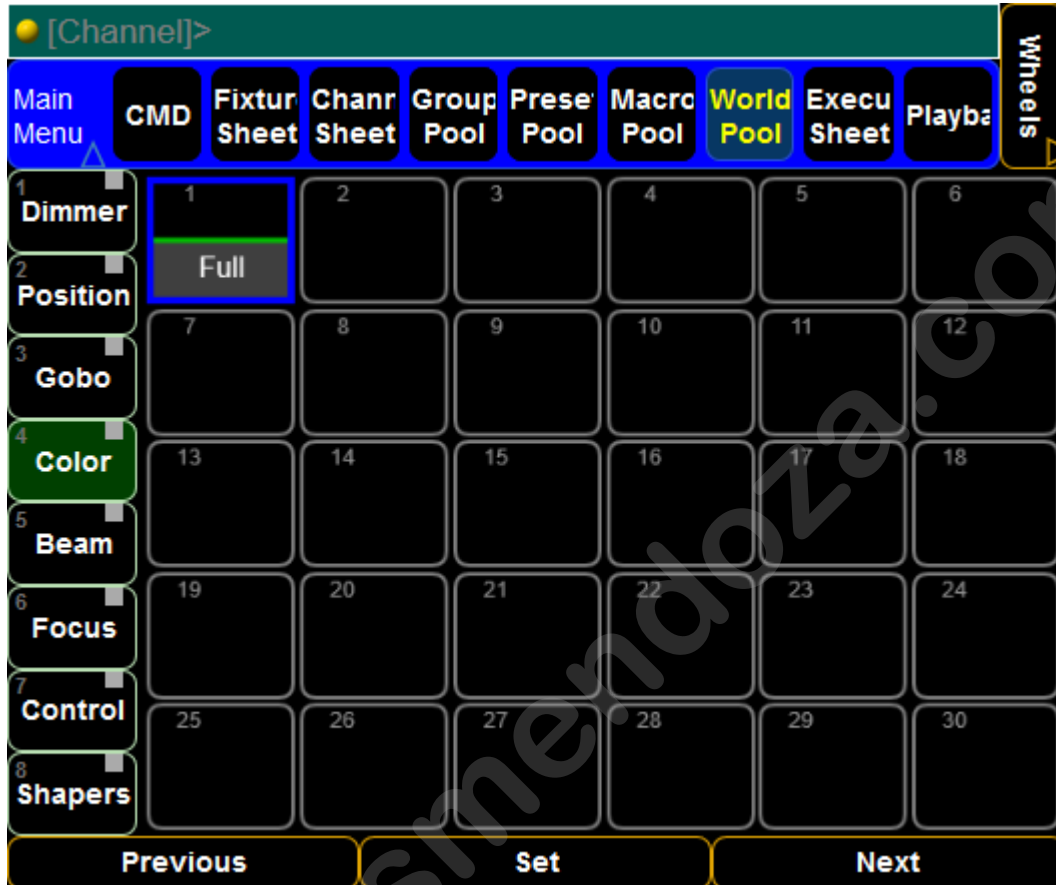 [Channel]>
Wheels
Main
Menu
CMD
Fixtur
Sheet
Chanr
Sheet
Group
Pool
Prese
Pool
Macro
Pool
World
Pool
Execu
Sheet
Playba
1
Dimmer
2
Position
3
Gobo
4
Color
5
Beam
6
Focus
7
Control
8
Shapers
1 2 3 4 5 6
Full
7 8 9 10 11 12
13 14 15 16 17 18
19 20 21 22 23 24
25 26 27 28 29 30
Previous Set Next
smendoza.co